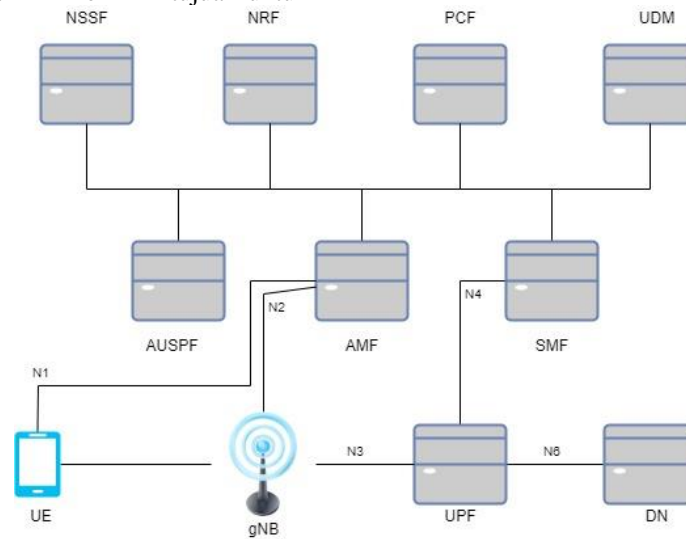 NSSF NRF PCF UDM
AUSPF AMF SMF
N4
N2
N1
N3 N6
UE gNB UPF DN